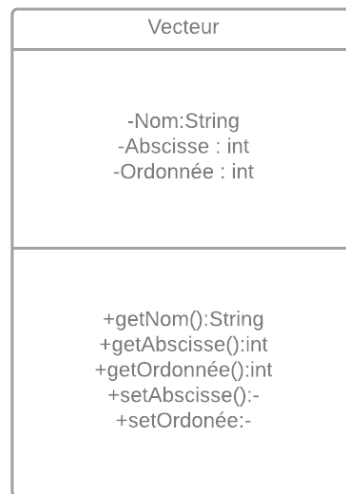 Vecteur
-Nom:String
-Abscisse : int
-Ordonnée : int
+getNom():String
+getAbscisse():int
+getOrdonnée():int
+setAbscisse():-
+setOrdonée:-